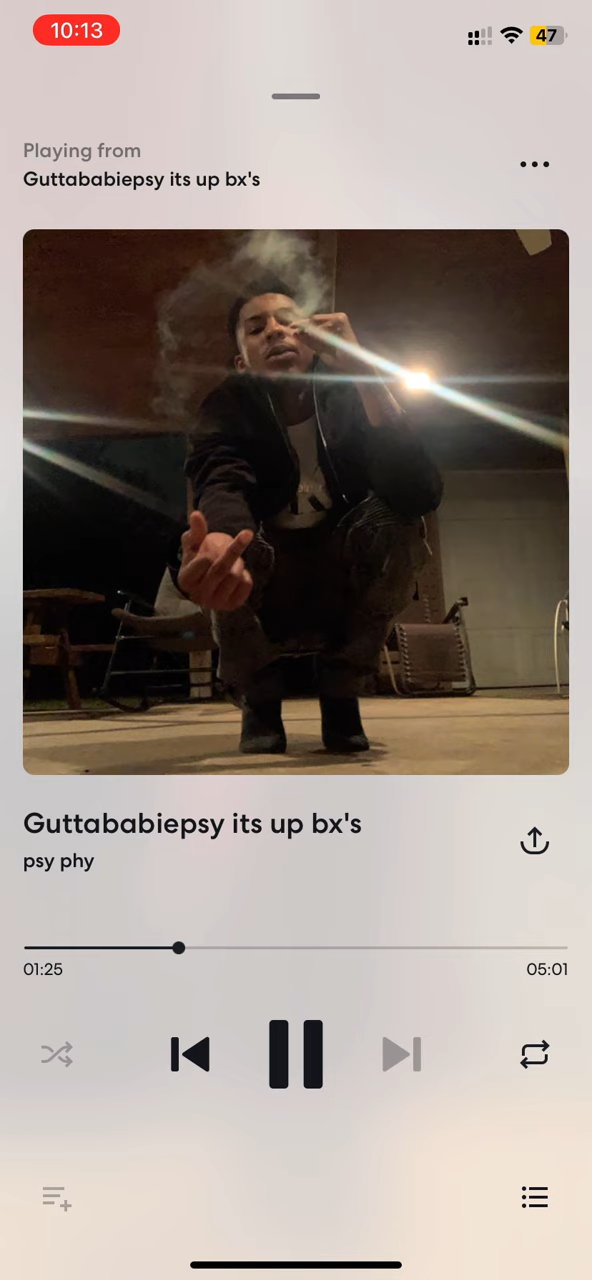 10:13
47
Playing from
Guttababiepsy its up bx's
Guttababiepsy its up bx's
psy phy
01:25
05:01